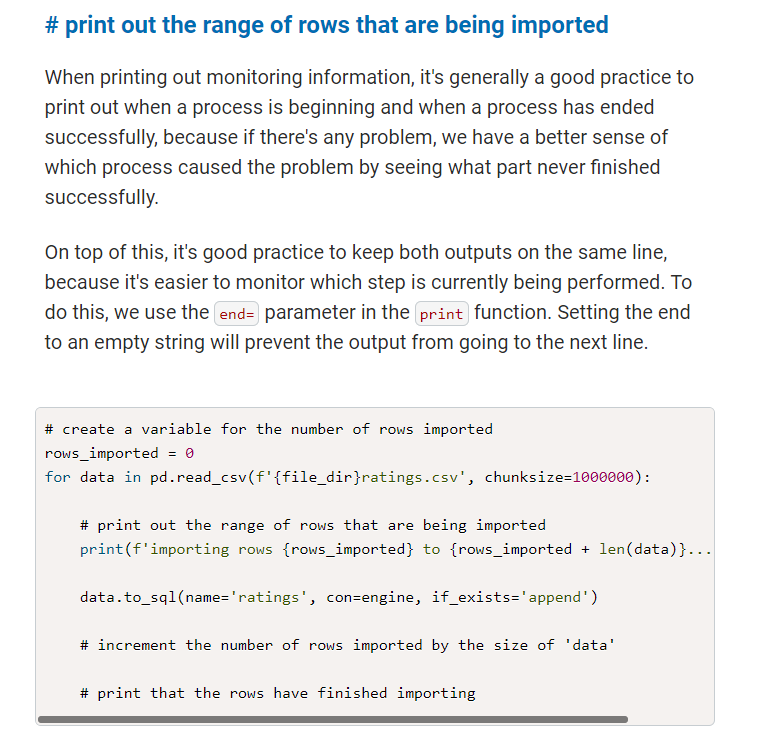 # print out the range of rows that are being imported
When printing out monitoring information, it's generally a good practice to
print out when a process is beginning and when a process has ended
successfully, because if there's any problem, we have a better sense of
which process caused the problem by seeing what part never finished
successfully.
On top of this, it's good practice to keep both outputs on the same line,
because it's easier to monitor which step is currently being performed. To
do this, we use the end= parameter in the print function. Setting the end
to an empty string will prevent the output from going to the next line.
# create a variable for the number of rows imported
rows_imported = 0
for data in pd.read_csv(f'{file_dir}ratings.csv', chunksize=1000000):
    # print out the range of rows that are being imported
    print(f'importing rows {rows_imported} to {rows_imported + len(data)}...
    data.to_sql(name='ratings', con=engine, if_exists='append')
    # increment the number of rows imported by the size of 'data'
    # print that the rows have finished importing